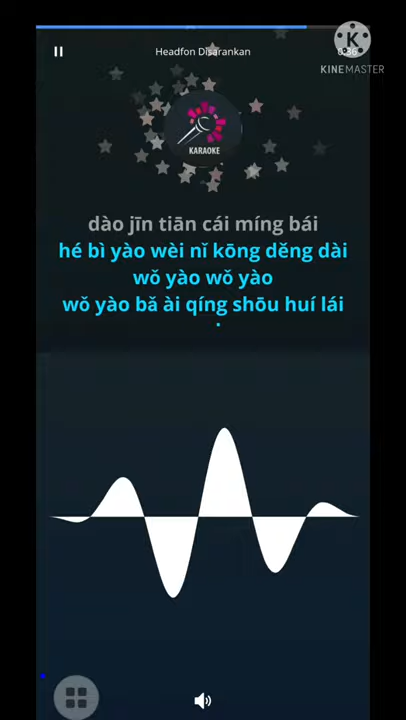 Headfon Disarankan
KINEMASTER
KARAOKE
dào jīn tiān cái míng bái
hé bì yào wèi nǐ kōng děng dài
wǒ yào wǒ yào
wǒ yào bǎ ài qíng shōu huí lái